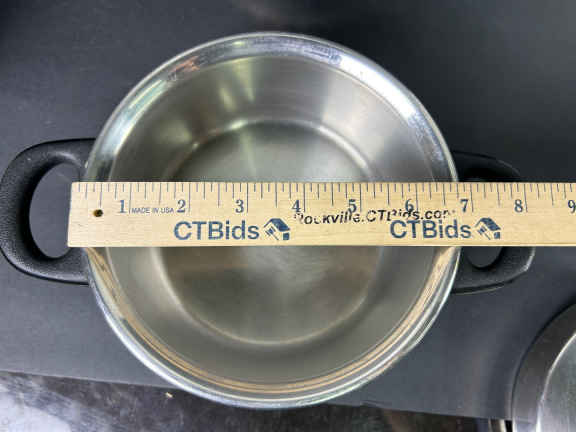 1 MADE IN USA 2 3 4 5 6 7 8 9
Rockville.CTBids.com
CTBids CTBids